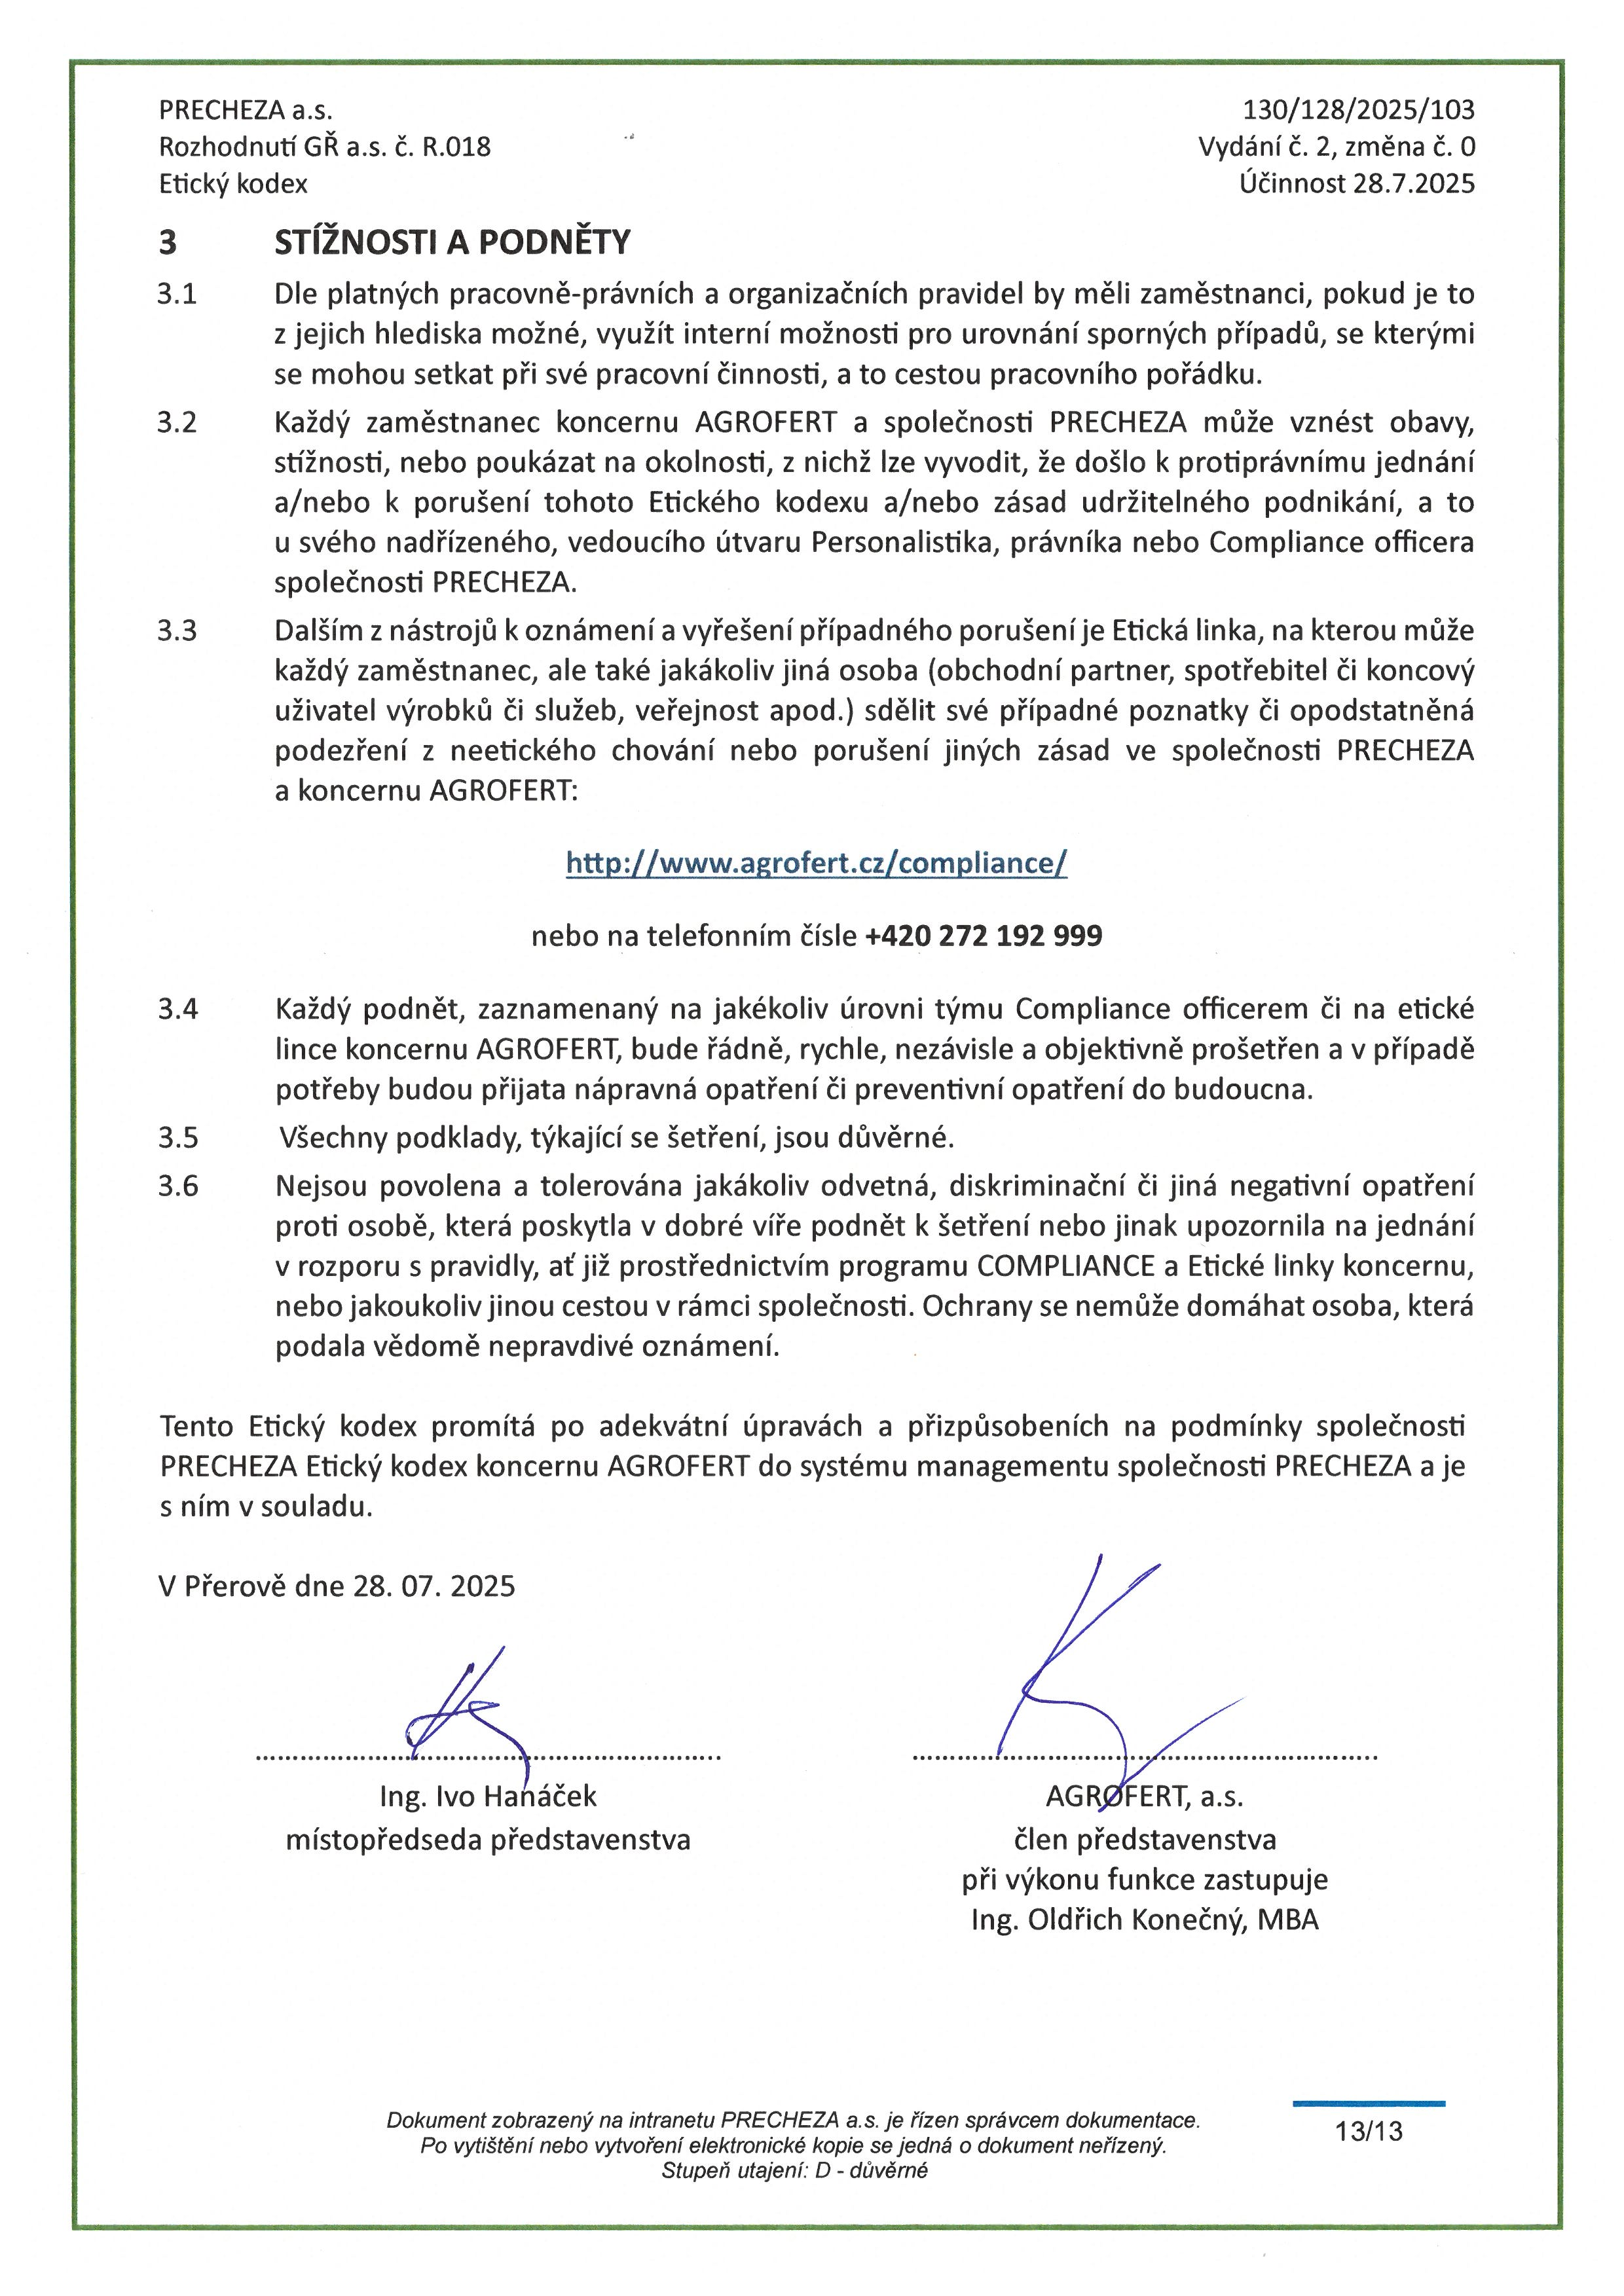 PRECHEZA a.s.
Rozhodnutí GŘ a.s. č. R.018
Etický kodex
130/128/2025/103
Vydání č. 2, změna č. 0
Účinnost 28.7.2025
3 STÍŽNOSTI A PODNĚTY
3.1 Dle platných pracovně-právních a organizačních pravidel by měli zaměstnanci, pokud je to
z jejich hlediska možné, využít interní možnosti pro urovnání sporných případů, se kterými
se mohou setkat při své pracovní činnosti, a to cestou pracovního pořádku.
3.2 Každý zaměstnanec koncernu AGROFERT a společnosti PRECHEZA může vznést obavy,
stížnosti, nebo poukázat na okolnosti, z nichž lze vyvodit, že došlo k protiprávnímu jednání
a/nebo k porušení tohoto Etického kodexu a/nebo zásad udržitelného podnikání, a to
u svého nadřízeného, vedoucího útvaru Personalistika, právníka nebo Compliance officera
společnosti PRECHEZA.
3.3 Dalším z nástrojů k oznámení a vyřešení případného porušení je Etická linka, na kterou může
každý zaměstnanec, ale také jakákoliv jiná osoba (obchodní partner, spotřebitel či koncový
uživatel výrobků či služeb, veřejnost apod.) sdělit své případné poznatky či opodstatněná
podezření z neetického chování nebo porušení jiných zásad ve společnosti PRECHEZA
a koncernu AGROFERT:
http://www.agrofert.cz/compliance/
nebo na telefonním čísle +420 272 192 999
3.4 Každý podnět, zaznamenaný na jakékoliv úrovni týmu Compliance officerem či na etické
lince koncernu AGROFERT, bude řádně, rychle, nezávisle a objektivně prošetřen a v případě
potřeby budou přijata nápravná opatření či preventivní opatření do budoucna.
3.5 Všechny podklady, týkající se šetření, jsou důvěrné.
3.6 Nejsou povolena a tolerována jakákoliv odvetná, diskriminační či jiná negativní opatření
proti osobě, která poskytla v dobré víře podnět k šetření nebo jinak upozornila na jednání
v rozporu s pravidly, ať již prostřednictvím programu COMPLIANCE a Etické linky koncernu,
nebo jakoukoliv jinou cestou v rámci společnosti. Ochrany se nemůže domáhat osoba, která
podala vědomě nepravdivé oznámení.
Tento Etický kodex promítá po adekvátní úpravách a přizpůsobeních na podmínky společnosti
PRECHEZA Etický kodex koncernu AGROFERT do systému managementu společnosti PRECHEZA a je
s ním v souladu.
V Přerově dne 28. 07. 2025
Ing. Ivo Hanáček
místopředseda představenstva
AGROFERT, a.s.
člen představenstva
při výkonu funkce zastupuje
Ing. Oldřich Konečný, MBA
Dokument zobrazený na intranetu PRECHEZA a.s. je řízen správcem dokumentace.
Po vytištění nebo vytvoření elektronické kopie se jedná o dokument neřízený.
Stupeň utajení: D - důvěrné
13/13